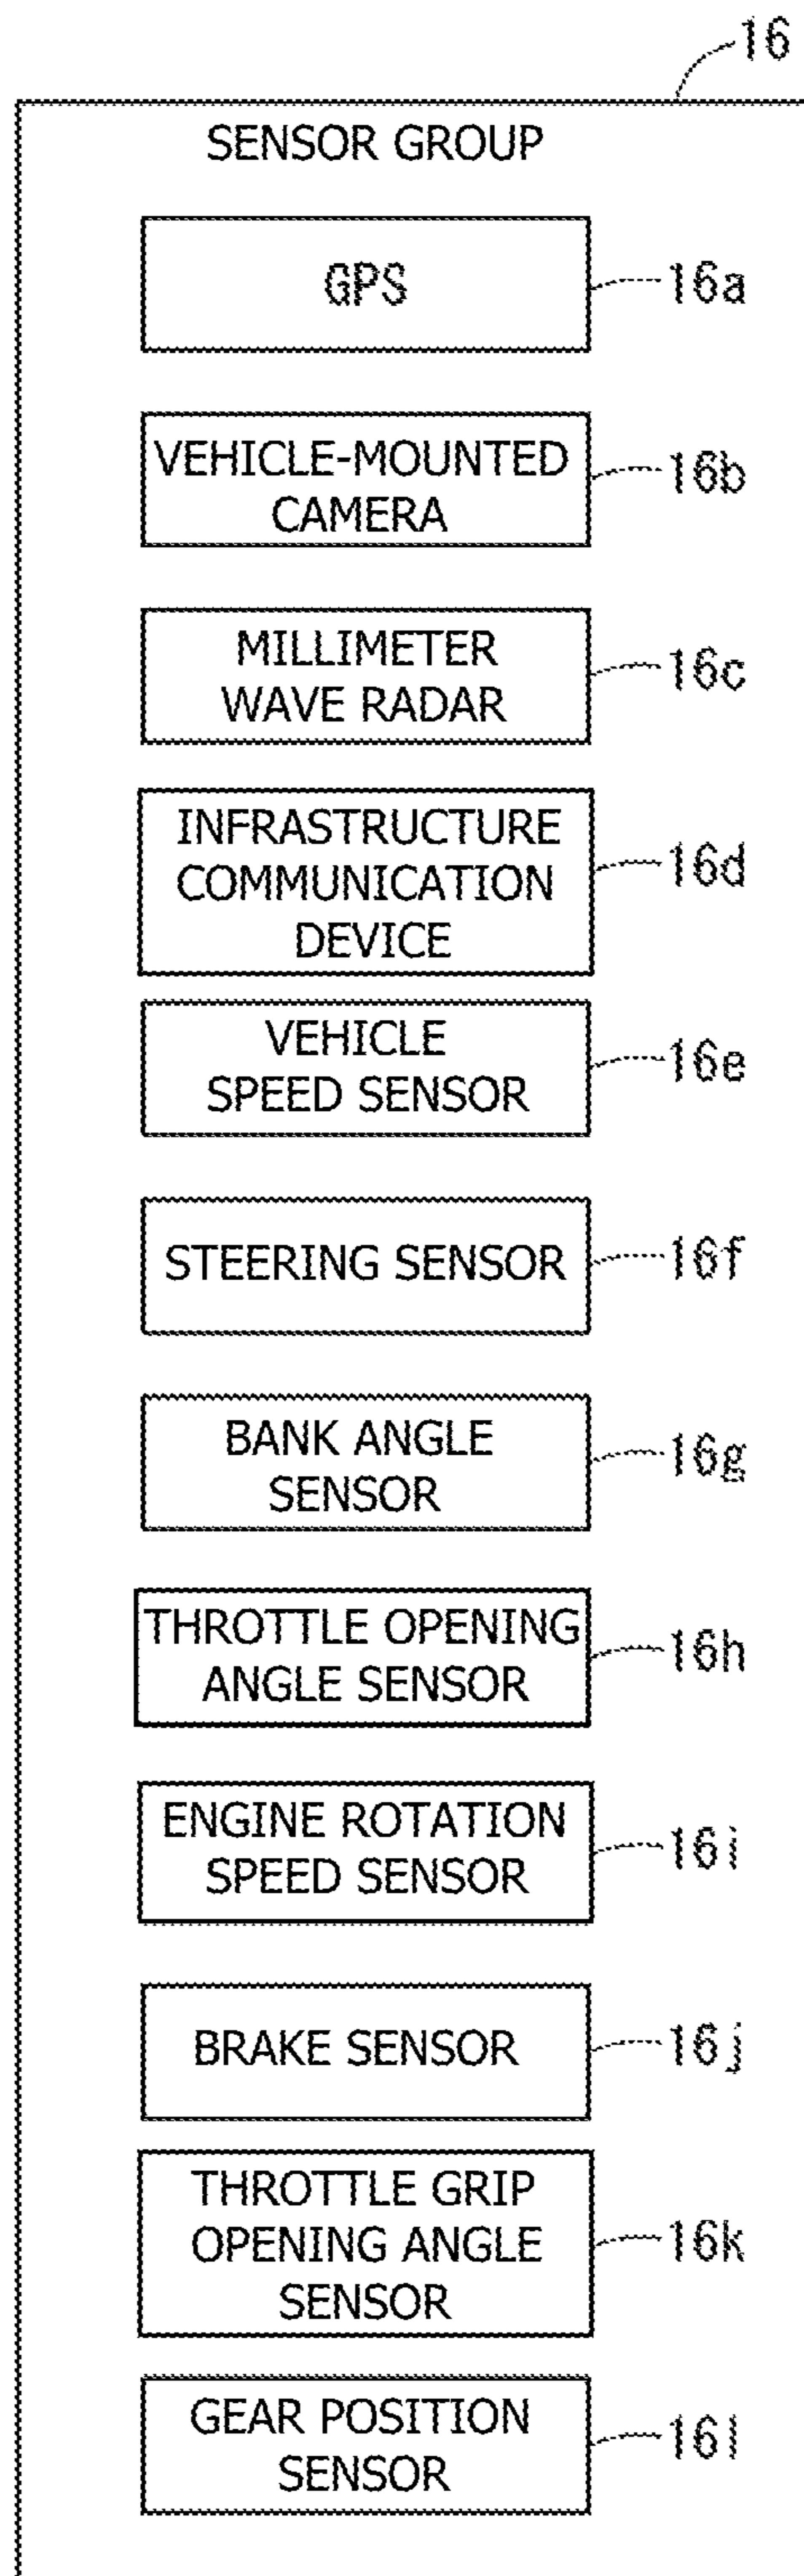 16
SENSOR GROUP
GPS
16a
VEHICLE-MOUNTED
CAMERA
16b
MILLIMETER
WAVE RADAR
16c
INFRASTRUCTURE
COMMUNICATION
DEVICE
16d
VEHICLE
SPEED SENSOR
16e
STEERING SENSOR
16f
BANK ANGLE
SENSOR
16g
THROTTLE OPENING
ANGLE SENSOR
16h
ENGINE ROTATION
SPEED SENSOR
16i
BRAKE SENSOR
16j
THROTTLE GRIP
OPENING ANGLE
SENSOR
16k
GEAR POSITION
SENSOR
16l